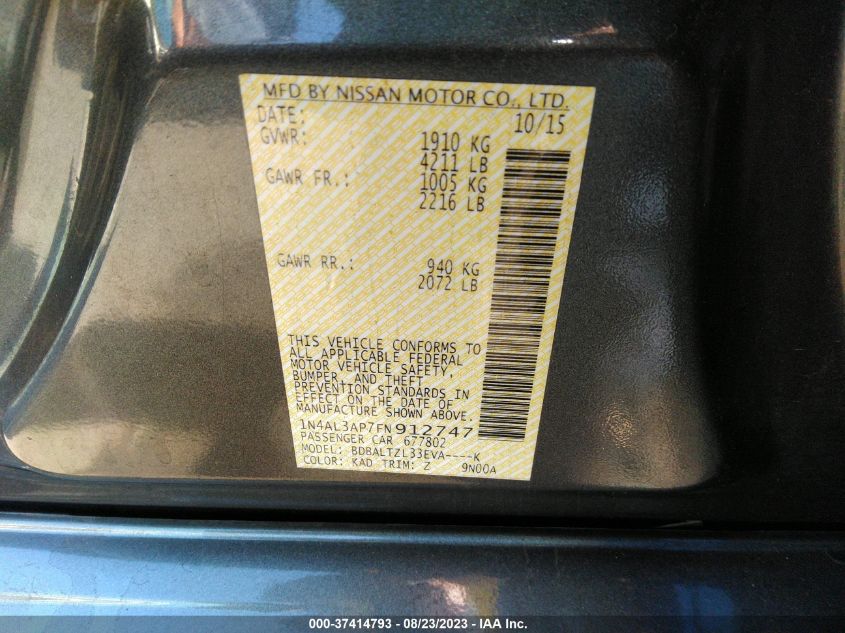 MFD BY NISSAN MOTOR CO., LTD.
DATE: 10/15
GVWR: 1910 KG
4211 LB
GAWR FR.: 1005 KG
2216 LB
GAWR RR.: 940 KG
2072 LB
THIS VEHICLE CONFORMS TO
ALL APPLICABLE FEDERAL
MOTOR VEHICLE SAFETY,
BUMPER, AND THEFT
PREVENTION STANDARDS IN
EFFECT ON THE DATE OF
MANUFACTURE SHOWN ABOVE.
1N4AL3AP7FN912747
PASSENGER CAR 677802
MODEL: BDBALTZL33EVA----K
COLOR: KAD TRIM: Z 9N00A
000-37414793 - 08/23/2023 - IAA Inc.